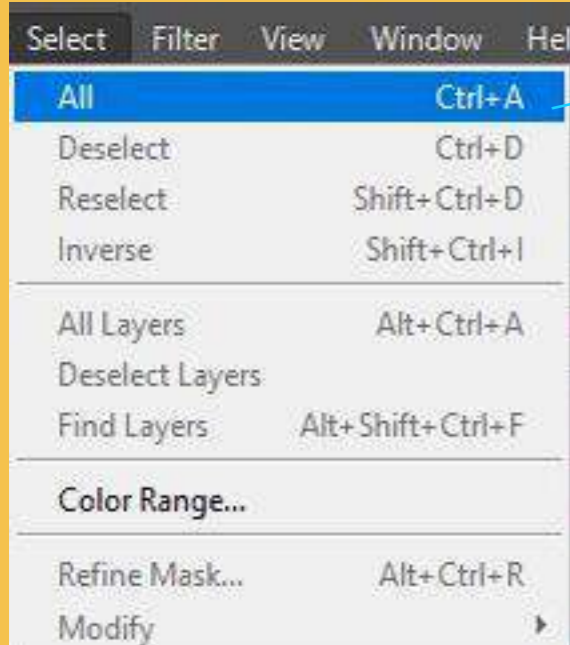 Select Filter View Window Hel
All Ctrl+A
Deselect Ctrl+D
Reselect Shift+Ctrl+D
Inverse Shift+Ctrl+I
All Layers Alt+Ctrl+A
Deselect Layers
Find Layers Alt+Shift+Ctrl+F
Color Range...
Refine Mask... Alt+Ctrl+R
Modify